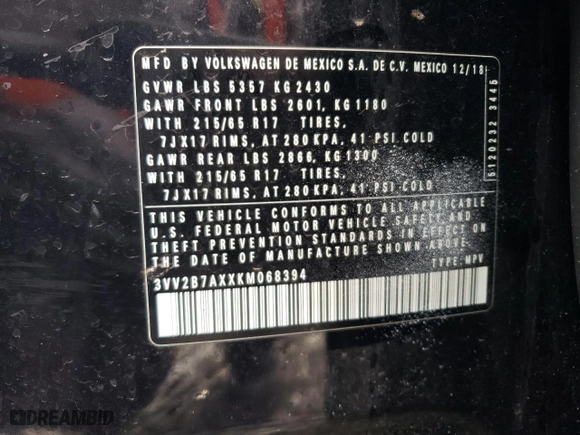 MFD BY VOLKSWAGEN DE MEXICO S.A. DE C.V. MEXICO 12/18
GVWR LBS 5357 KG 2430
GAWR FRONT LBS 2601, KG 1180
WITH 215/65 R17 TIRES,
7JX17 RIMS, AT 280 KPA, 41 PSI COLD
GAWR REAR LBS 2866, KG 1300
WITH 215/65 R17 TIRES,
7JX17 RIMS, AT 280 KPA, 41 PSI COLD
THIS VEHICLE CONFORMS TO ALL APPLICABLE
U.S. FEDERAL MOTOR VEHICLE SAFETY, AND
THEFT PREVENTION STANDARDS IN EFFECT ON
THE DATE OF MANUFACTURE SHOWN ABOVE.
TYPE: MPV
3VV2B7AXXKM068394
5120232 3445
DREAMBID